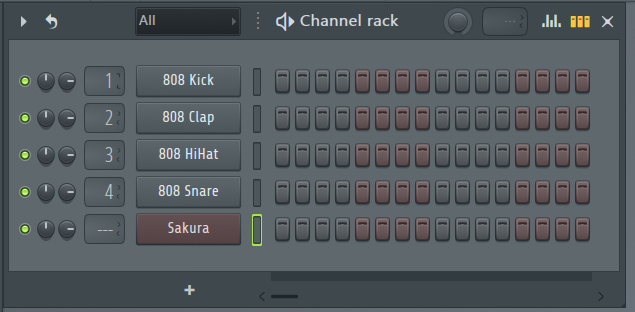 All
Channel rack
---
1
808 Kick
2
808 Clap
3
808 HiHat
4
808 Snare
---
Sakura
+